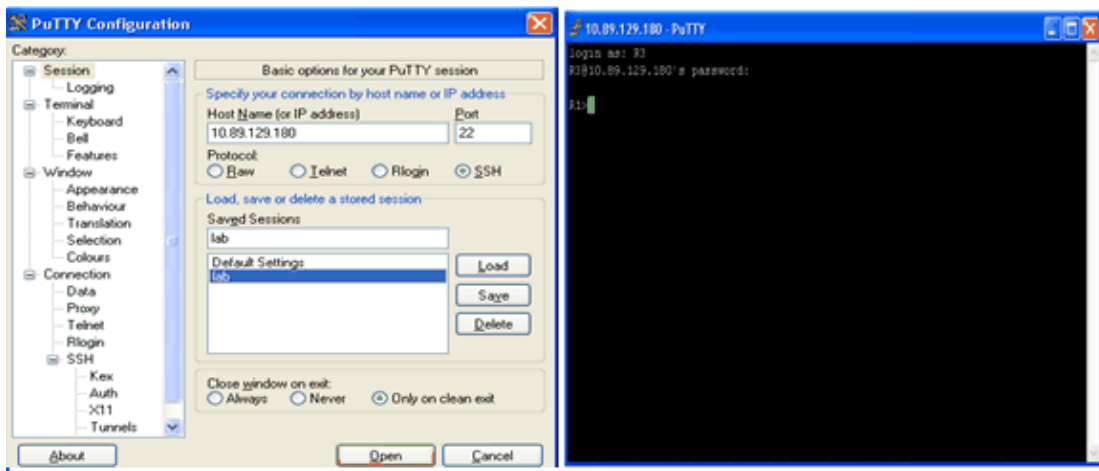 PuTTY Configuration
Category:
Session
Logging
Terminal
Keyboard
Bell
Features
Window
Appearance
Behaviour
Translation
Selection
Colours
Connection
Data
Proxy
Telnet
Rlogin
SSH
Kex
Auth
X11
Tunnels
Basic options for your PuTTY session
Specify your connection by host name or IP address
Host Name (or IP address) Port
10.89.129.180 22
Protocol:
Raw Telnet Rlogin SSH
Load, save or delete a stored session
Saved Sessions
lab
Default Settings
lab
Load
Save
Delete
Close window on exit:
Always Never Only on clean exit
About Open Cancel
10.89.129.180 - PuTTY
login as: R3
R3@10.89.129.180's password:
R1>